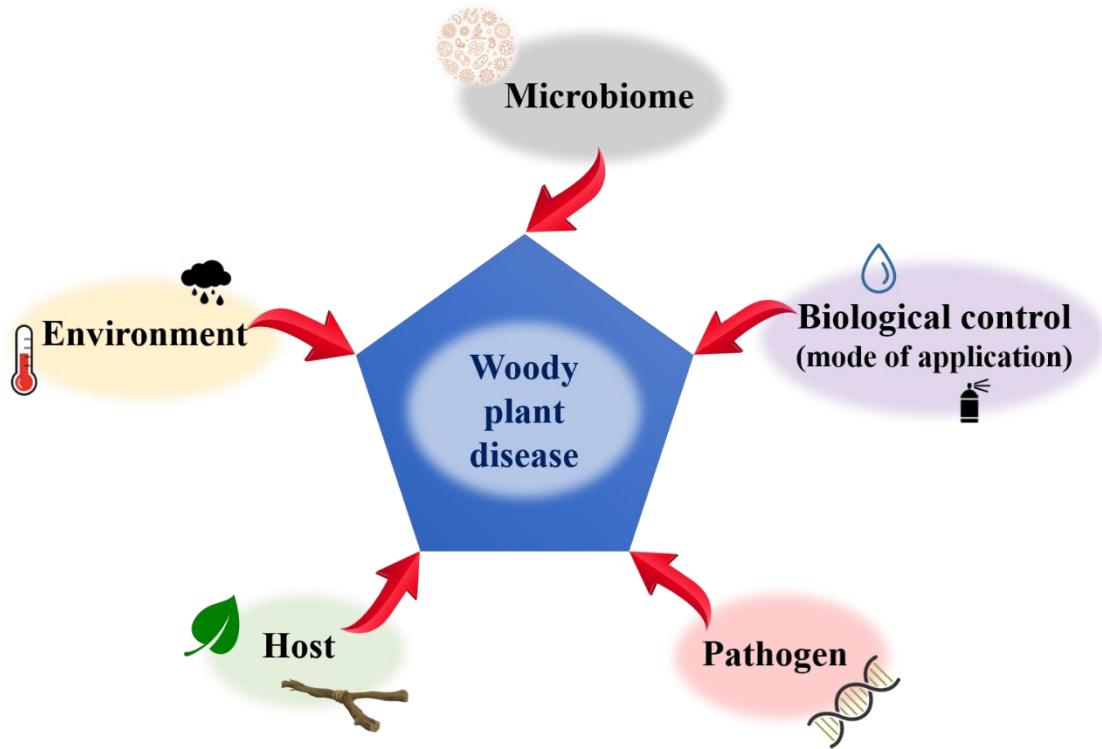 Microbiome
Environment
Biological control
(mode of application)
Woody
plant
disease
Host
Pathogen